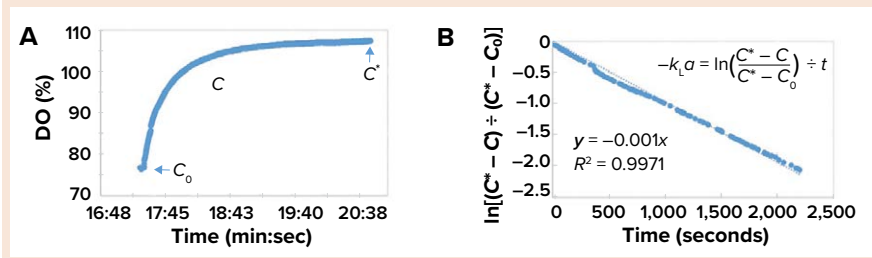 A
DO (%)
110
100
90
80
70
C
C*
C₀
16:48 17:45 18:43 19:40 20:38
Time (min:sec)
B
ln[(C* – C) ÷ (C* – C₀)]
0
–0.5
–1.0
–1.5
–2.0
–2.5
–kLa = ln(C* – C / C* – C₀) ÷ t
y = –0.001x
R² = 0.9971
0 500 1,000 1,500 2,000 2,500
Time (seconds)